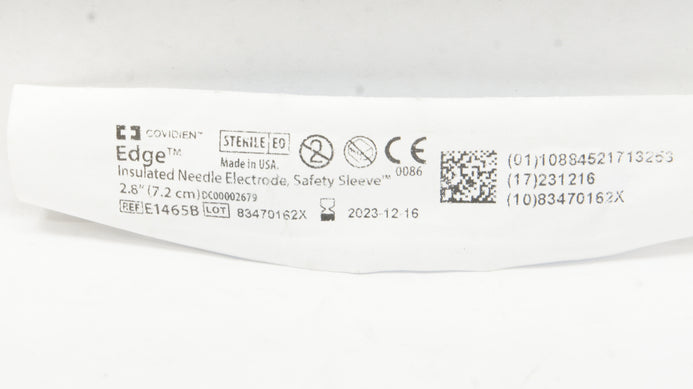 COVIDIEN™
STERILE EO
Edge™
Made in USA.
0086
Insulated Needle Electrode, Safety Sleeve™
2.8" (7.2 cm) DC00002679
REF E1465B LOT 83470162X 2023-12-16
(01)10884521713253
(17)231216
(10)83470162X